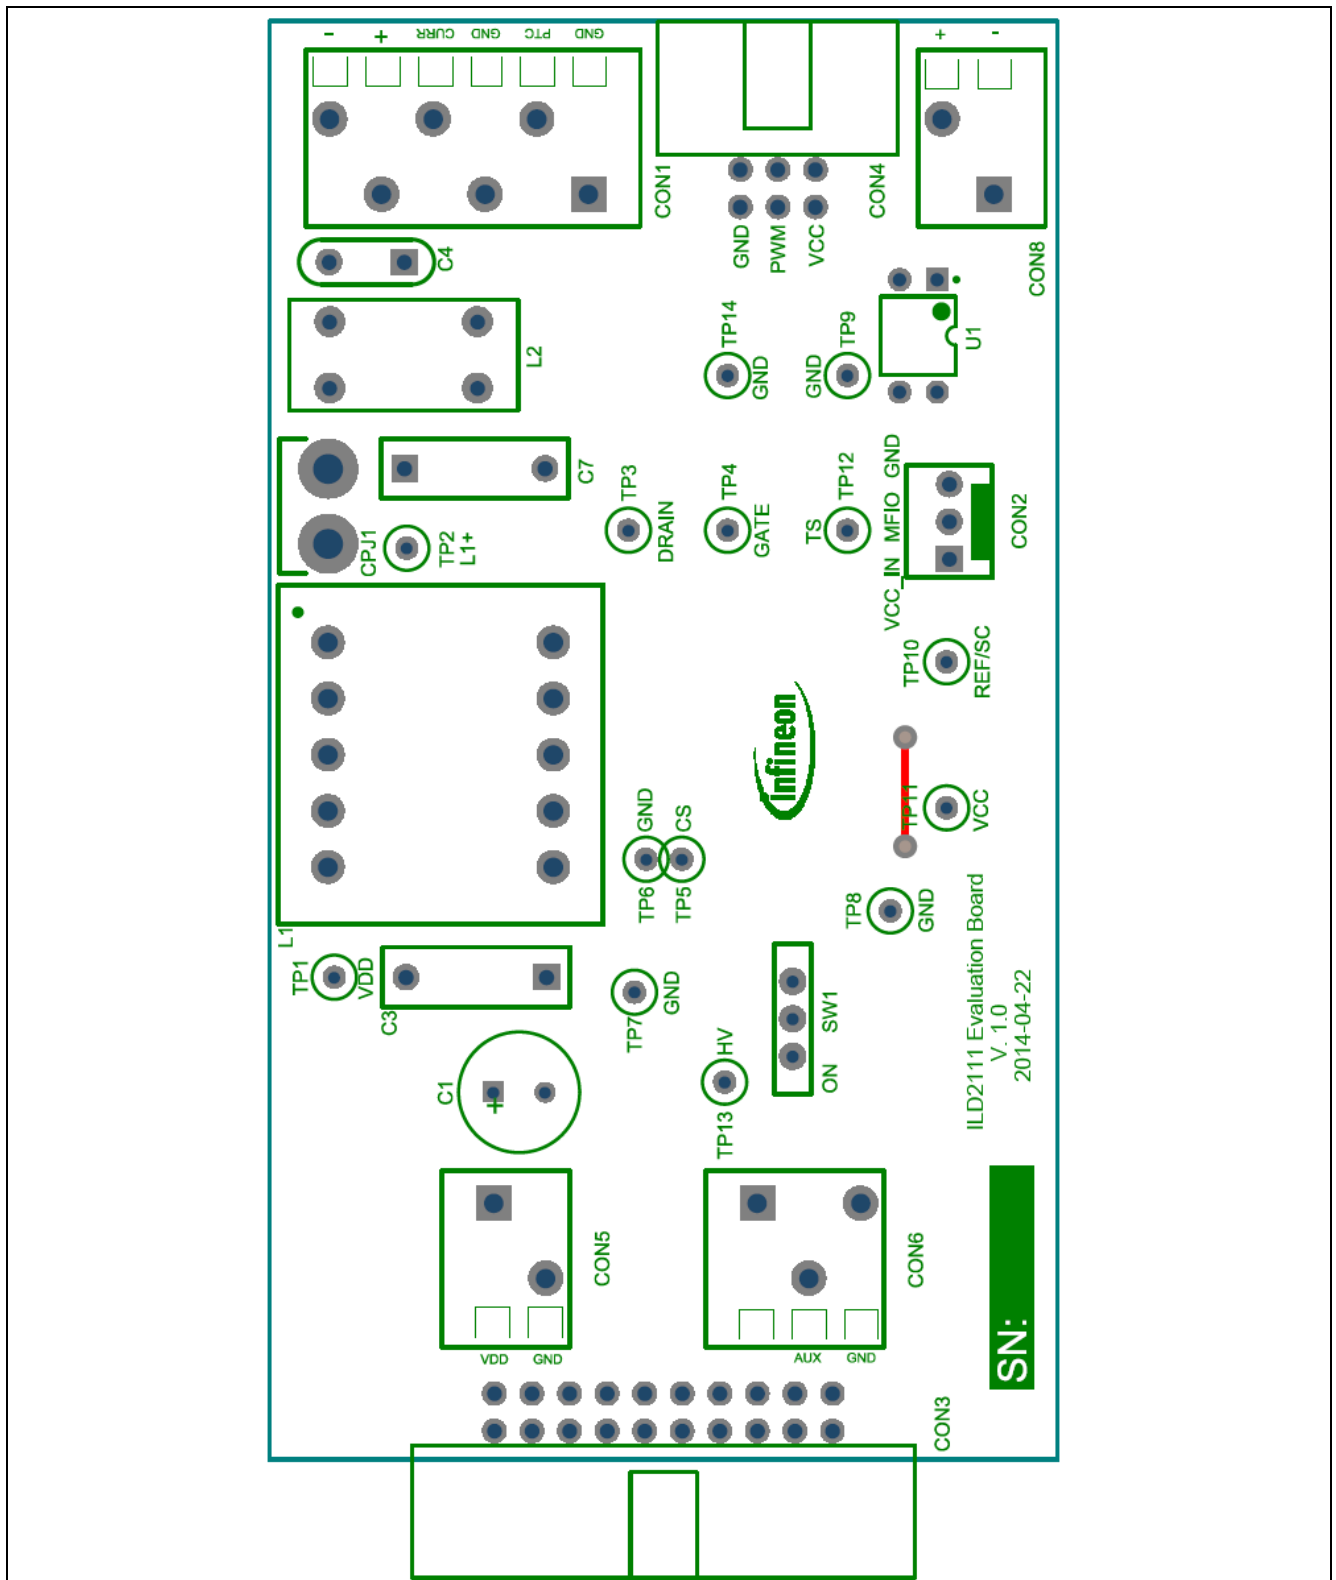 - + CURR GND PTC GND
+ -
CON1
CON4
CON8
GND
PWM
VCC
C4
L2
TP14
GND
TP9
GND
U1
C7
CPJ1
TP2
L1+
TP3
DRAIN
TP4
GATE
TP12
TS
VCC_IN MFIO GND
CON2
TP10
REF/SC
infineon
TP11
VCC
GND
CS
TP6
TP5
TP8
GND
L1
TP1
VDD
C3
TP7
GND
SW1
ON
HV
TP13
C1
+
ILD2111 Evaluation Board
V. 1.0
2014-04-22
CON5
VDD GND
CON6
AUX GND
SN:
CON3